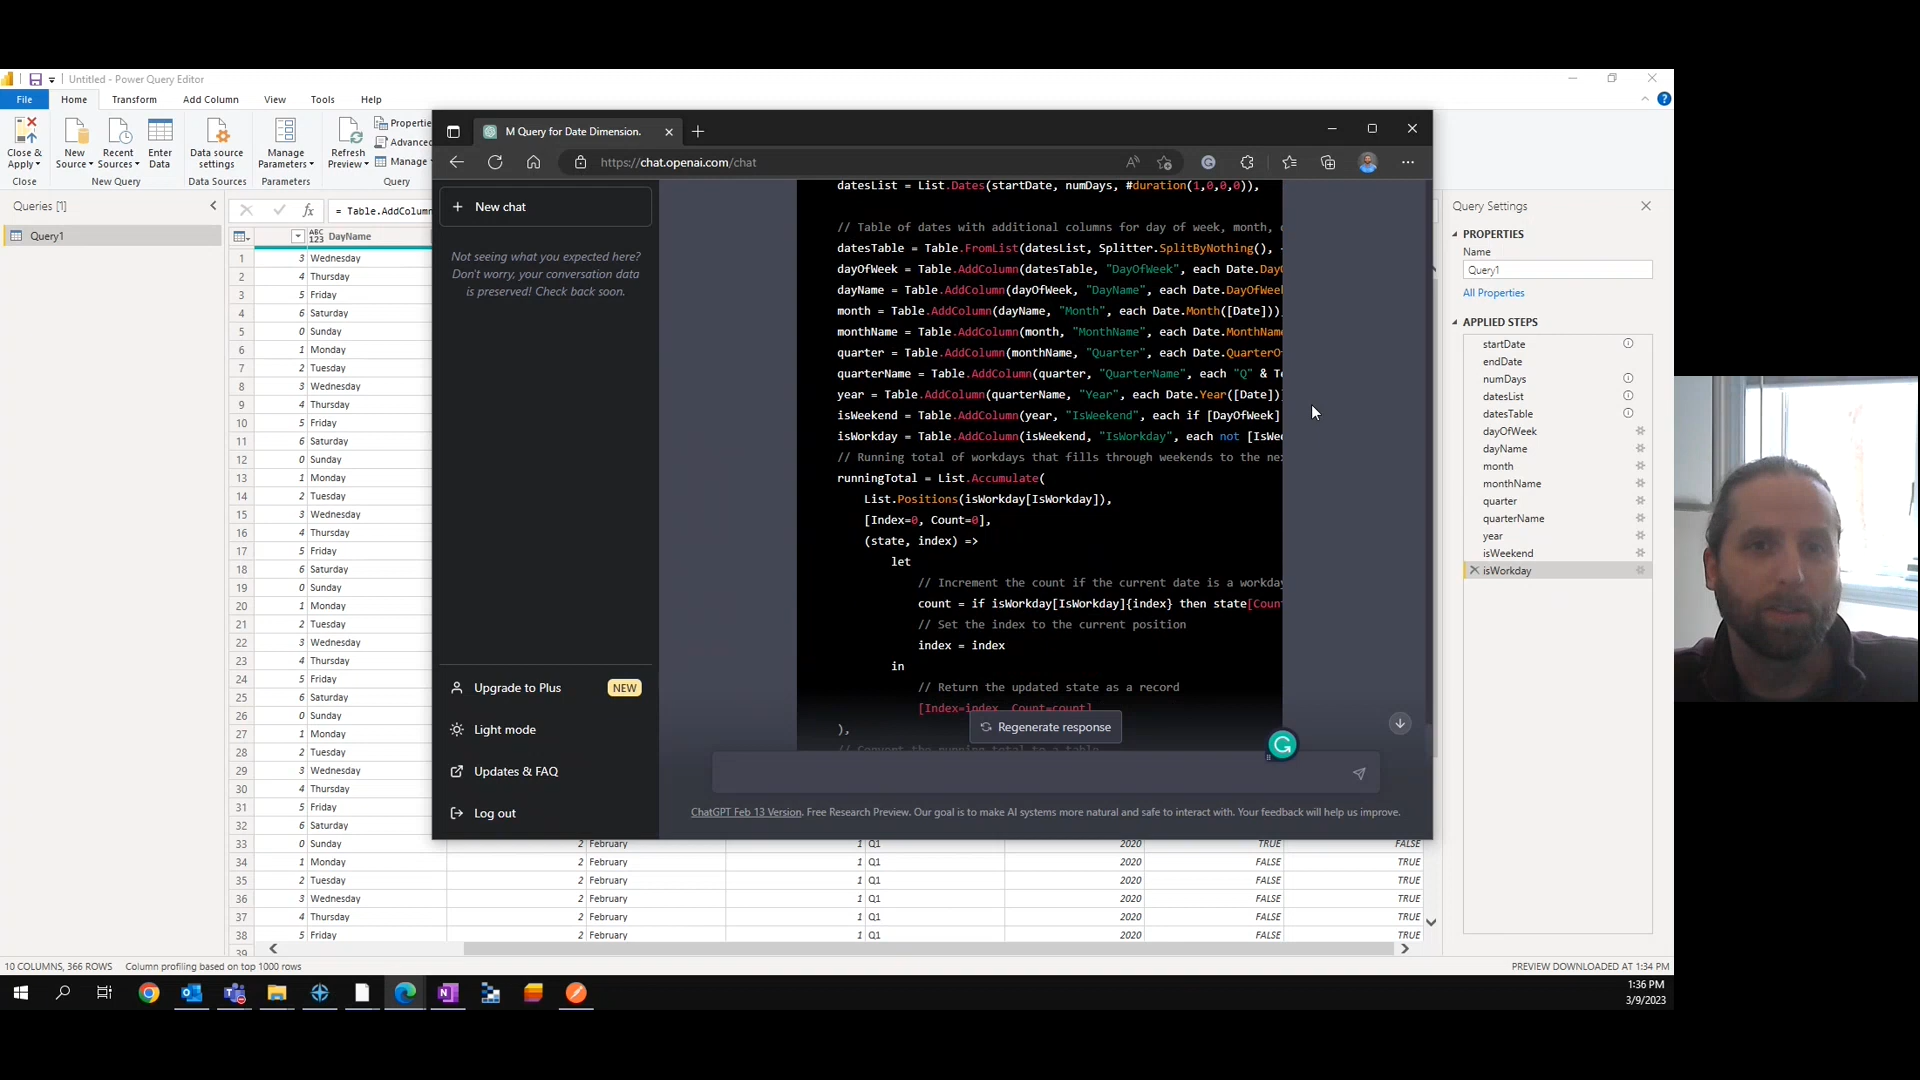 Untitled - Power Query Editor
File Home Transform Add Column View Tools Help
Close & Apply
New Source
Recent Sources
Enter Data
Data source settings
Manage Parameters
Refresh Preview
Close
New Query
Data Sources
Parameters
Query
Queries [1]
Query1
= Table.AddColumn
ABC 123 DayName
1 3 Wednesday
2 4 Thursday
3 5 Friday
4 6 Saturday
5 0 Sunday
6 1 Monday
7 2 Tuesday
8 3 Wednesday
9 4 Thursday
10 5 Friday
11 6 Saturday
12 0 Sunday
13 1 Monday
14 2 Tuesday
15 3 Wednesday
16 4 Thursday
17 5 Friday
18 6 Saturday
19 0 Sunday
20 1 Monday
21 2 Tuesday
22 3 Wednesday
23 4 Thursday
24 5 Friday
25 6 Saturday
26 0 Sunday
27 1 Monday
28 2 Tuesday
29 3 Wednesday
30 4 Thursday
31 5 Friday
32 6 Saturday
33 0 Sunday 2 February 1 Q1 2020 TRUE FALSE
34 1 Monday 2 February 1 Q1 2020 FALSE TRUE
35 2 Tuesday 2 February 1 Q1 2020 FALSE TRUE
36 3 Wednesday 2 February 1 Q1 2020 FALSE TRUE
37 4 Thursday 2 February 1 Q1 2020 FALSE TRUE
38 5 Friday 2 February 1 Q1 2020 FALSE TRUE
39
10 COLUMNS, 366 ROWS Column profiling based on top 1000 rows
PREVIEW DOWNLOADED AT 1:34 PM
M Query for Date Dimension.
https://chat.openai.com/chat
New chat
Not seeing what you expected here?
Don't worry, your conversation data
is preserved! Check back soon.
Upgrade to Plus NEW
Light mode
Updates & FAQ
Log out
datesList = List.Dates(startDate, numDays, #duration(1,0,0,0)),
// Table of dates with additional columns for day of week, month,
datesTable = Table.FromList(datesList, Splitter.SplitByNothing(),
dayOfWeek = Table.AddColumn(datesTable, "DayOfWeek", each Date.Day
dayName = Table.AddColumn(dayOfWeek, "DayName", each Date.DayOfWeek
month = Table.AddColumn(dayName, "Month", each Date.Month([Date]))
monthName = Table.AddColumn(month, "MonthName", each Date.MonthName
quarter = Table.AddColumn(monthName, "Quarter", each Date.QuarterO
quarterName = Table.AddColumn(quarter, "QuarterName", each "Q" & Te
year = Table.AddColumn(quarterName, "Year", each Date.Year([Date])
isWeekend = Table.AddColumn(year, "IsWeekend", each if [DayOfWeek]
isWorkday = Table.AddColumn(isWeekend, "IsWorkday", each not [IsWee
// Running total of workdays that fills through weekends to the ne
runningTotal = List.Accumulate(
List.Positions(isWorkday[IsWorkday]),
[Index=0, Count=0],
(state, index) =>
let
// Increment the count if the current date is a workda
count = if isWorkday[IsWorkday]{index} then state[Coun
// Set the index to the current position
index = index
in
// Return the updated state as a record
[Index=index, Count=count]
),
// Convert the running total to a table
Regenerate response
ChatGPT Feb 13 Version. Free Research Preview. Our goal is to make AI systems more natural and safe to interact with. Your feedback will help us improve.
Query Settings
PROPERTIES
Name
Query1
All Properties
APPLIED STEPS
startDate
endDate
numDays
datesList
datesTable
dayOfWeek
dayName
month
monthName
quarter
quarterName
year
isWeekend
isWorkday
1:36 PM
3/9/2023